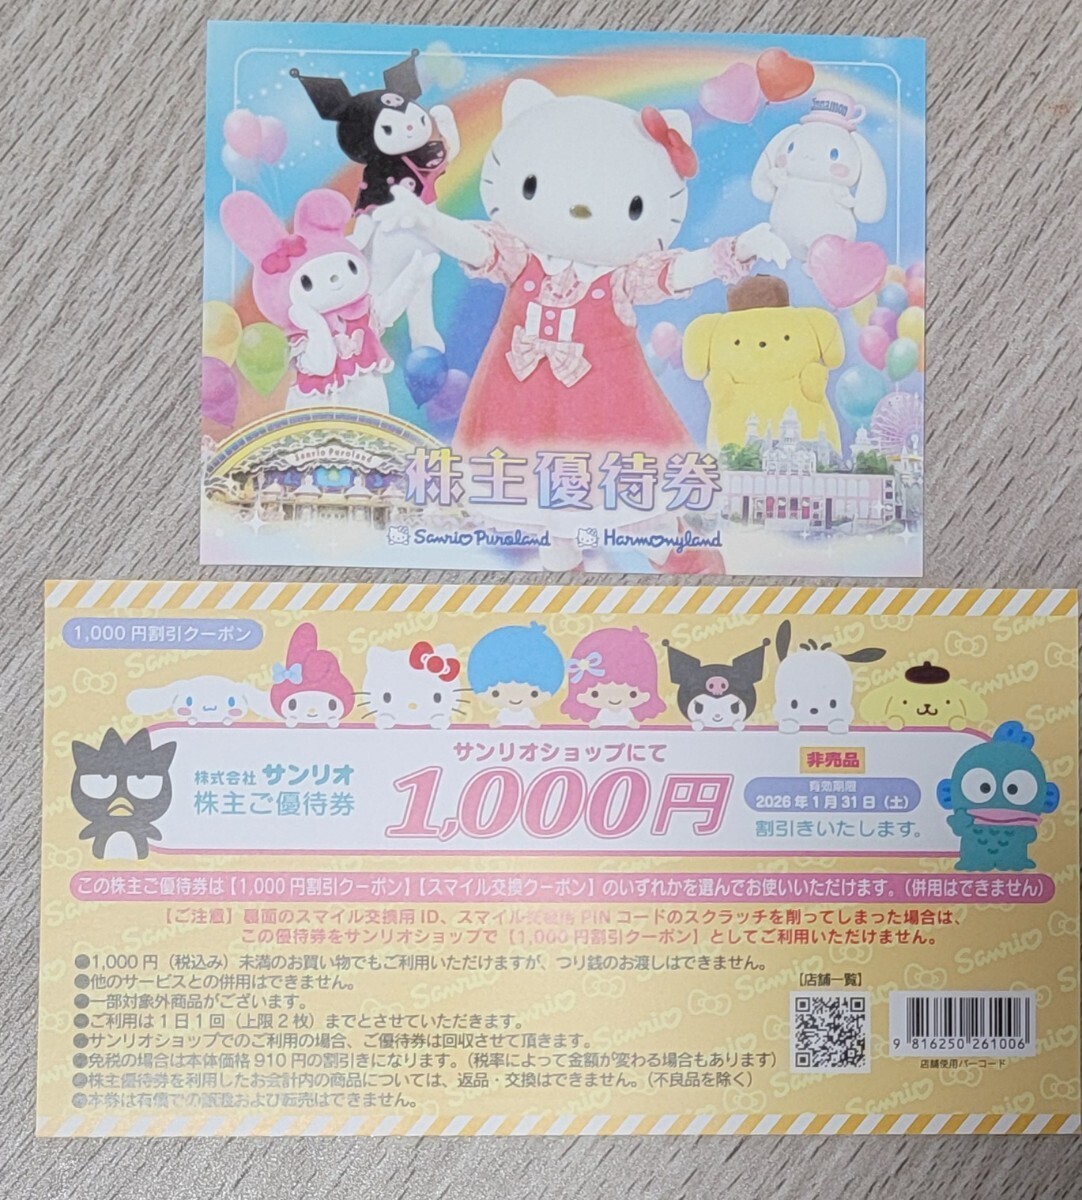 Cinnamon
Sanrio Puroland
株主優待券
Sanrio Puroland Harmonyland
1,000円割引クーポン
株式会社 サンリオ
株主ご優待券
サンリオショップにて
1,000円
非売品
有効期限
2026年1月31日（土）
割引きいたします。
この株主ご優待券は【1,000円割引クーポン】【スマイル交換クーポン】のいずれかを選んでお使いいただけます。（併用はできません）
【ご注意】裏面のスマイル交換用ID、スマイル交換用PINコードのスクラッチを削ってしまった場合は、
この優待券をサンリオショップで【1,000円割引クーポン】としてご利用いただけません。
●1,000円（税込み）未満のお買い物でもご利用いただけますが、つり銭のお渡しはできません。
●他のサービスとの併用はできません。
●一部対象外商品がございます。
●ご利用は1日1回（上限2枚）までとさせていただきます。
●サンリオショップでのご利用の場合、ご優待券は回収させて頂きます。
●免税の場合は本体価格910円の割引きになります。（税率によって金額が変わる場合もあります）
●株主優待券を利用したお会計内の商品については、返品・交換はできません。（不良品を除く）
●本券は有償での譲渡および転売はできません。
【店舗一覧】
9 816250 261006
店舗使用バーコード